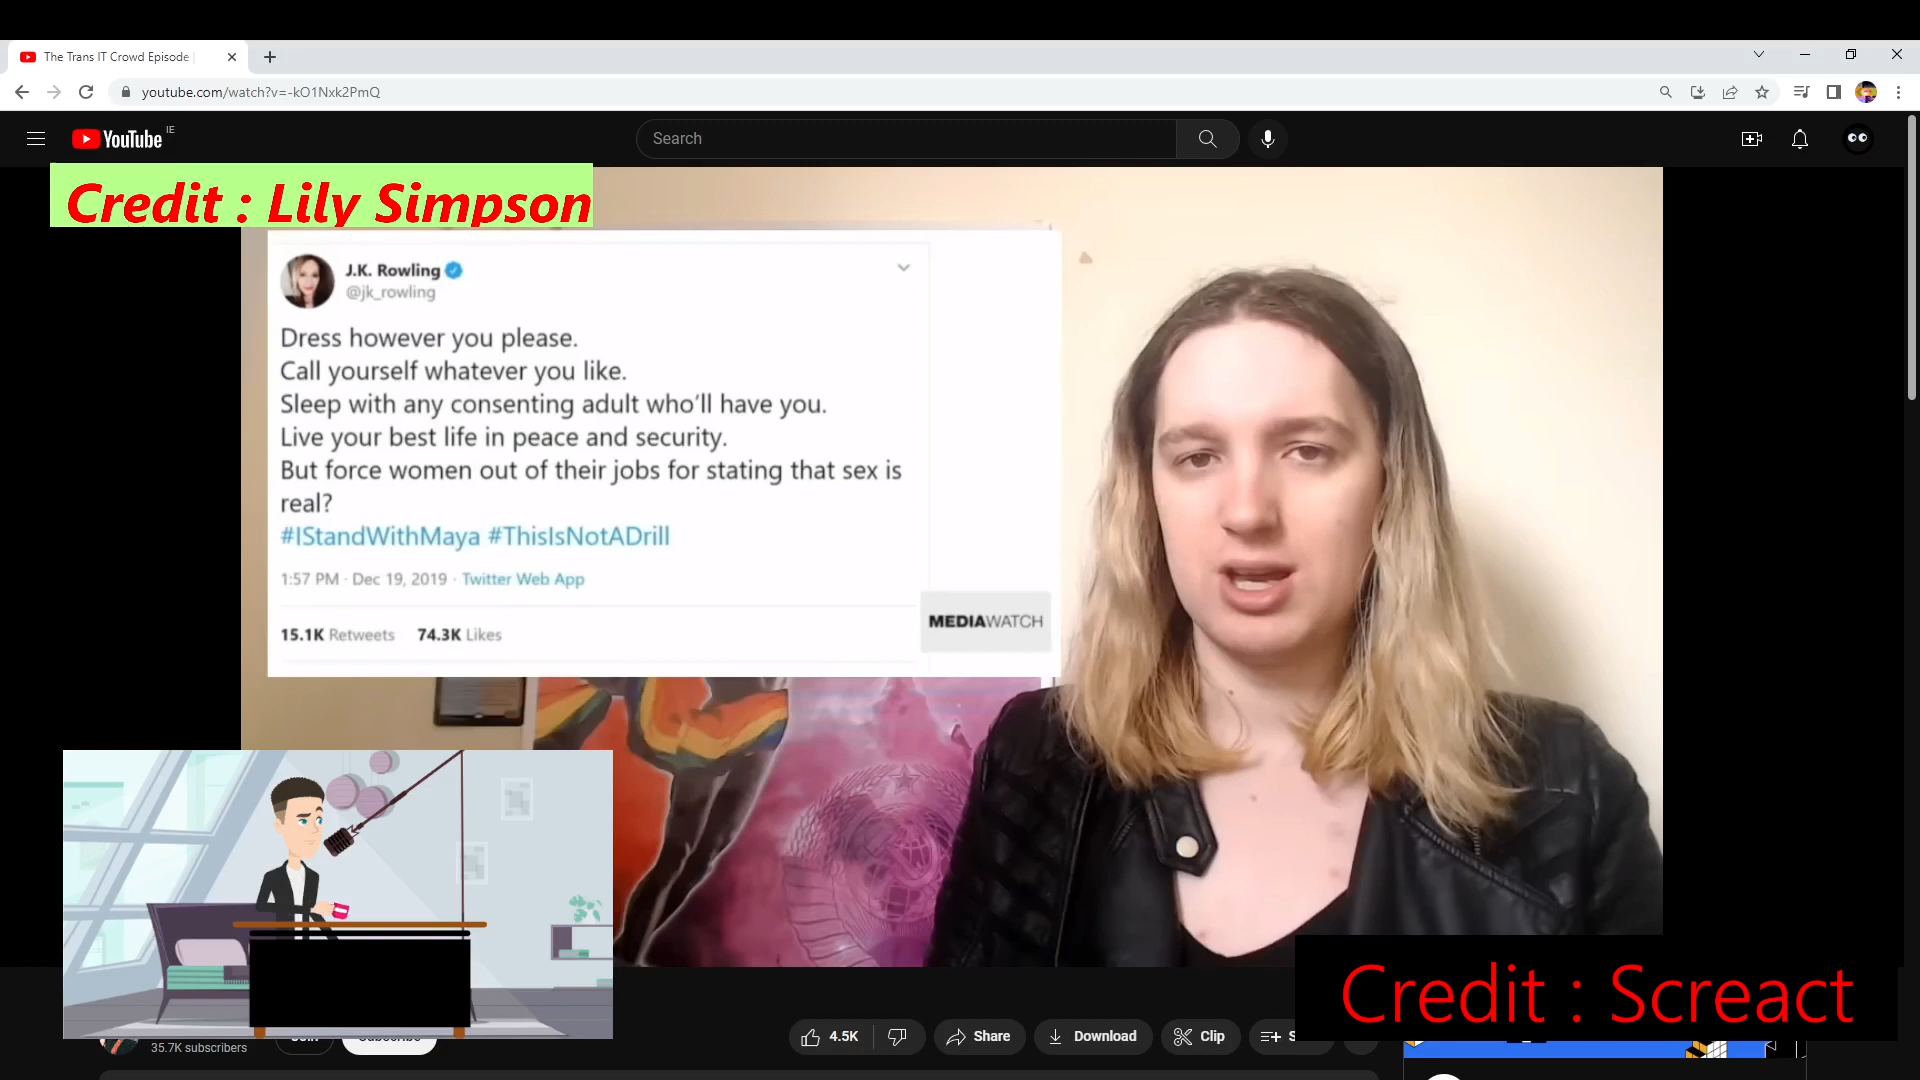 The Trans IT Crowd Episode
youtube.com/watch?v=-kO1Nxk2PmQ
YouTube IE
Search
Credit : Lily Simpson
J.K. Rowling
@jk_rowling
Dress however you please.
Call yourself whatever you like.
Sleep with any consenting adult who'll have you.
Live your best life in peace and security.
But force women out of their jobs for stating that sex is
real?
#IStandWithMaya #ThisIsNotADrill
1:57 PM · Dec 19, 2019 · Twitter Web App
15.1K Retweets 74.3K Likes
MEDIAWATCH
Credit : Screact
4.5K Share Download Clip
35.7K subscribers Join Subscribe